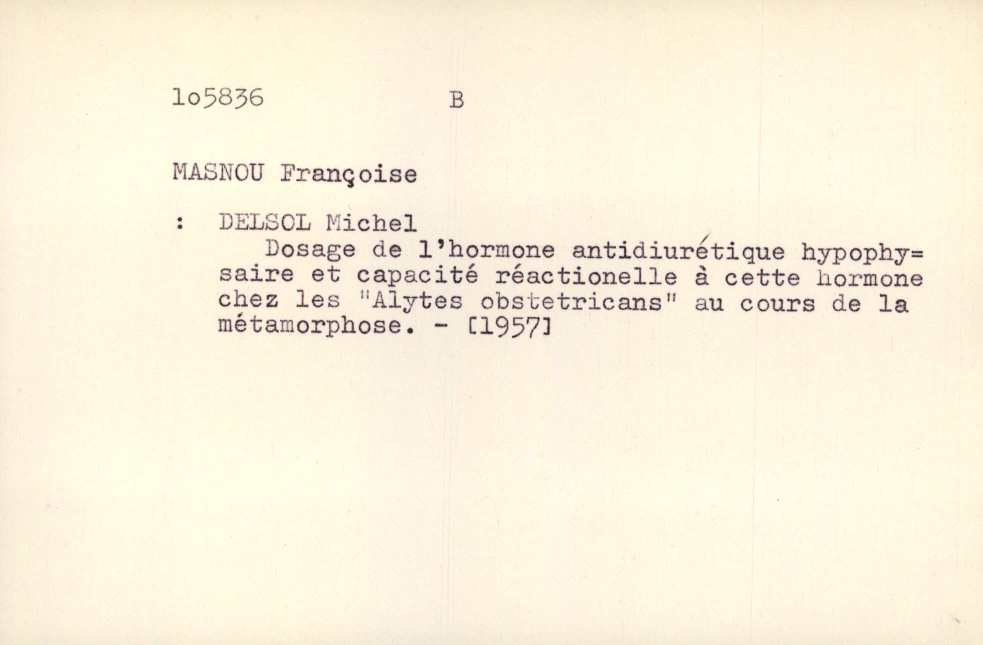 lo5836 B
MASNOU Françoise
: DELSOL Michel
Dosage de l'hormone antidiurétique hypophy=
saire et capacité réactionelle à cette hormone
chez les "Alytes obstetricans" au cours de la
métamorphose. - [1957]